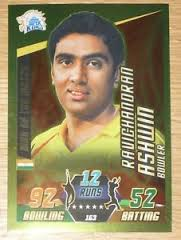 RAVICHANDRAN
ASHWIN
BOWLER
92
BOWLING
12
RUNS
163
52
BATTING